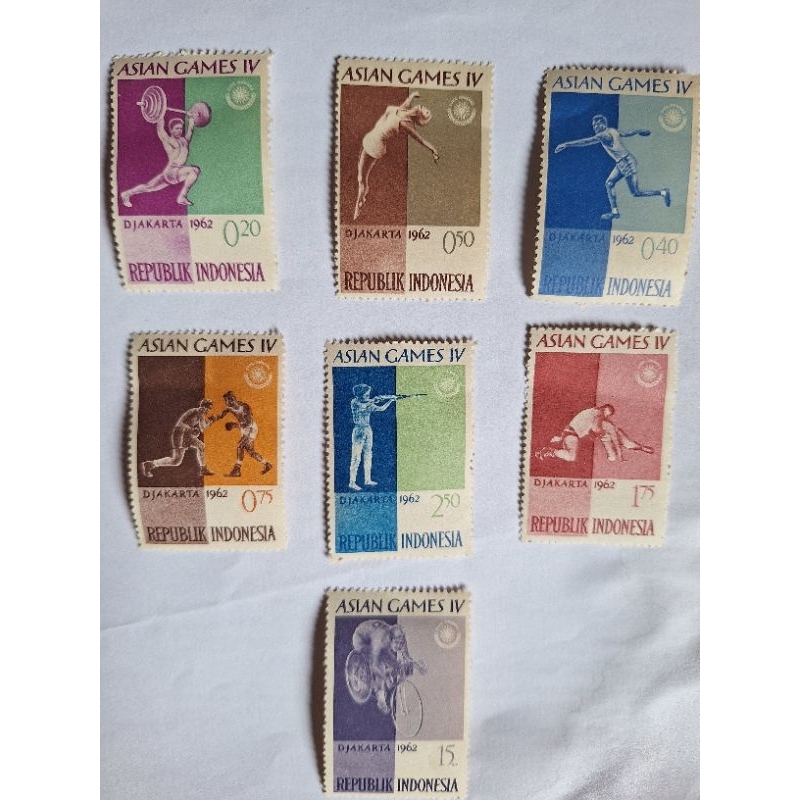 ASIAN GAMES IV
DJAKARTA 1962
0.20
REPUBLIK INDONESIA
ASIAN GAMES IV
DJAKARTA 1962
0.50
REPUBLIK INDONESIA
ASIAN GAMES IV
DJAKARTA 1962
0.40
REPUBLIK INDONESIA
ASIAN GAMES IV
DJAKARTA 1962
0.75
REPUBLIK INDONESIA
ASIAN GAMES IV
DJAKARTA 1962
2.50
REPUBLIK INDONESIA
ASIAN GAMES IV
DJAKARTA 1962
1.75
REPUBLIK INDONESIA
ASIAN GAMES IV
DJAKARTA 1962
15
REPUBLIK INDONESIA